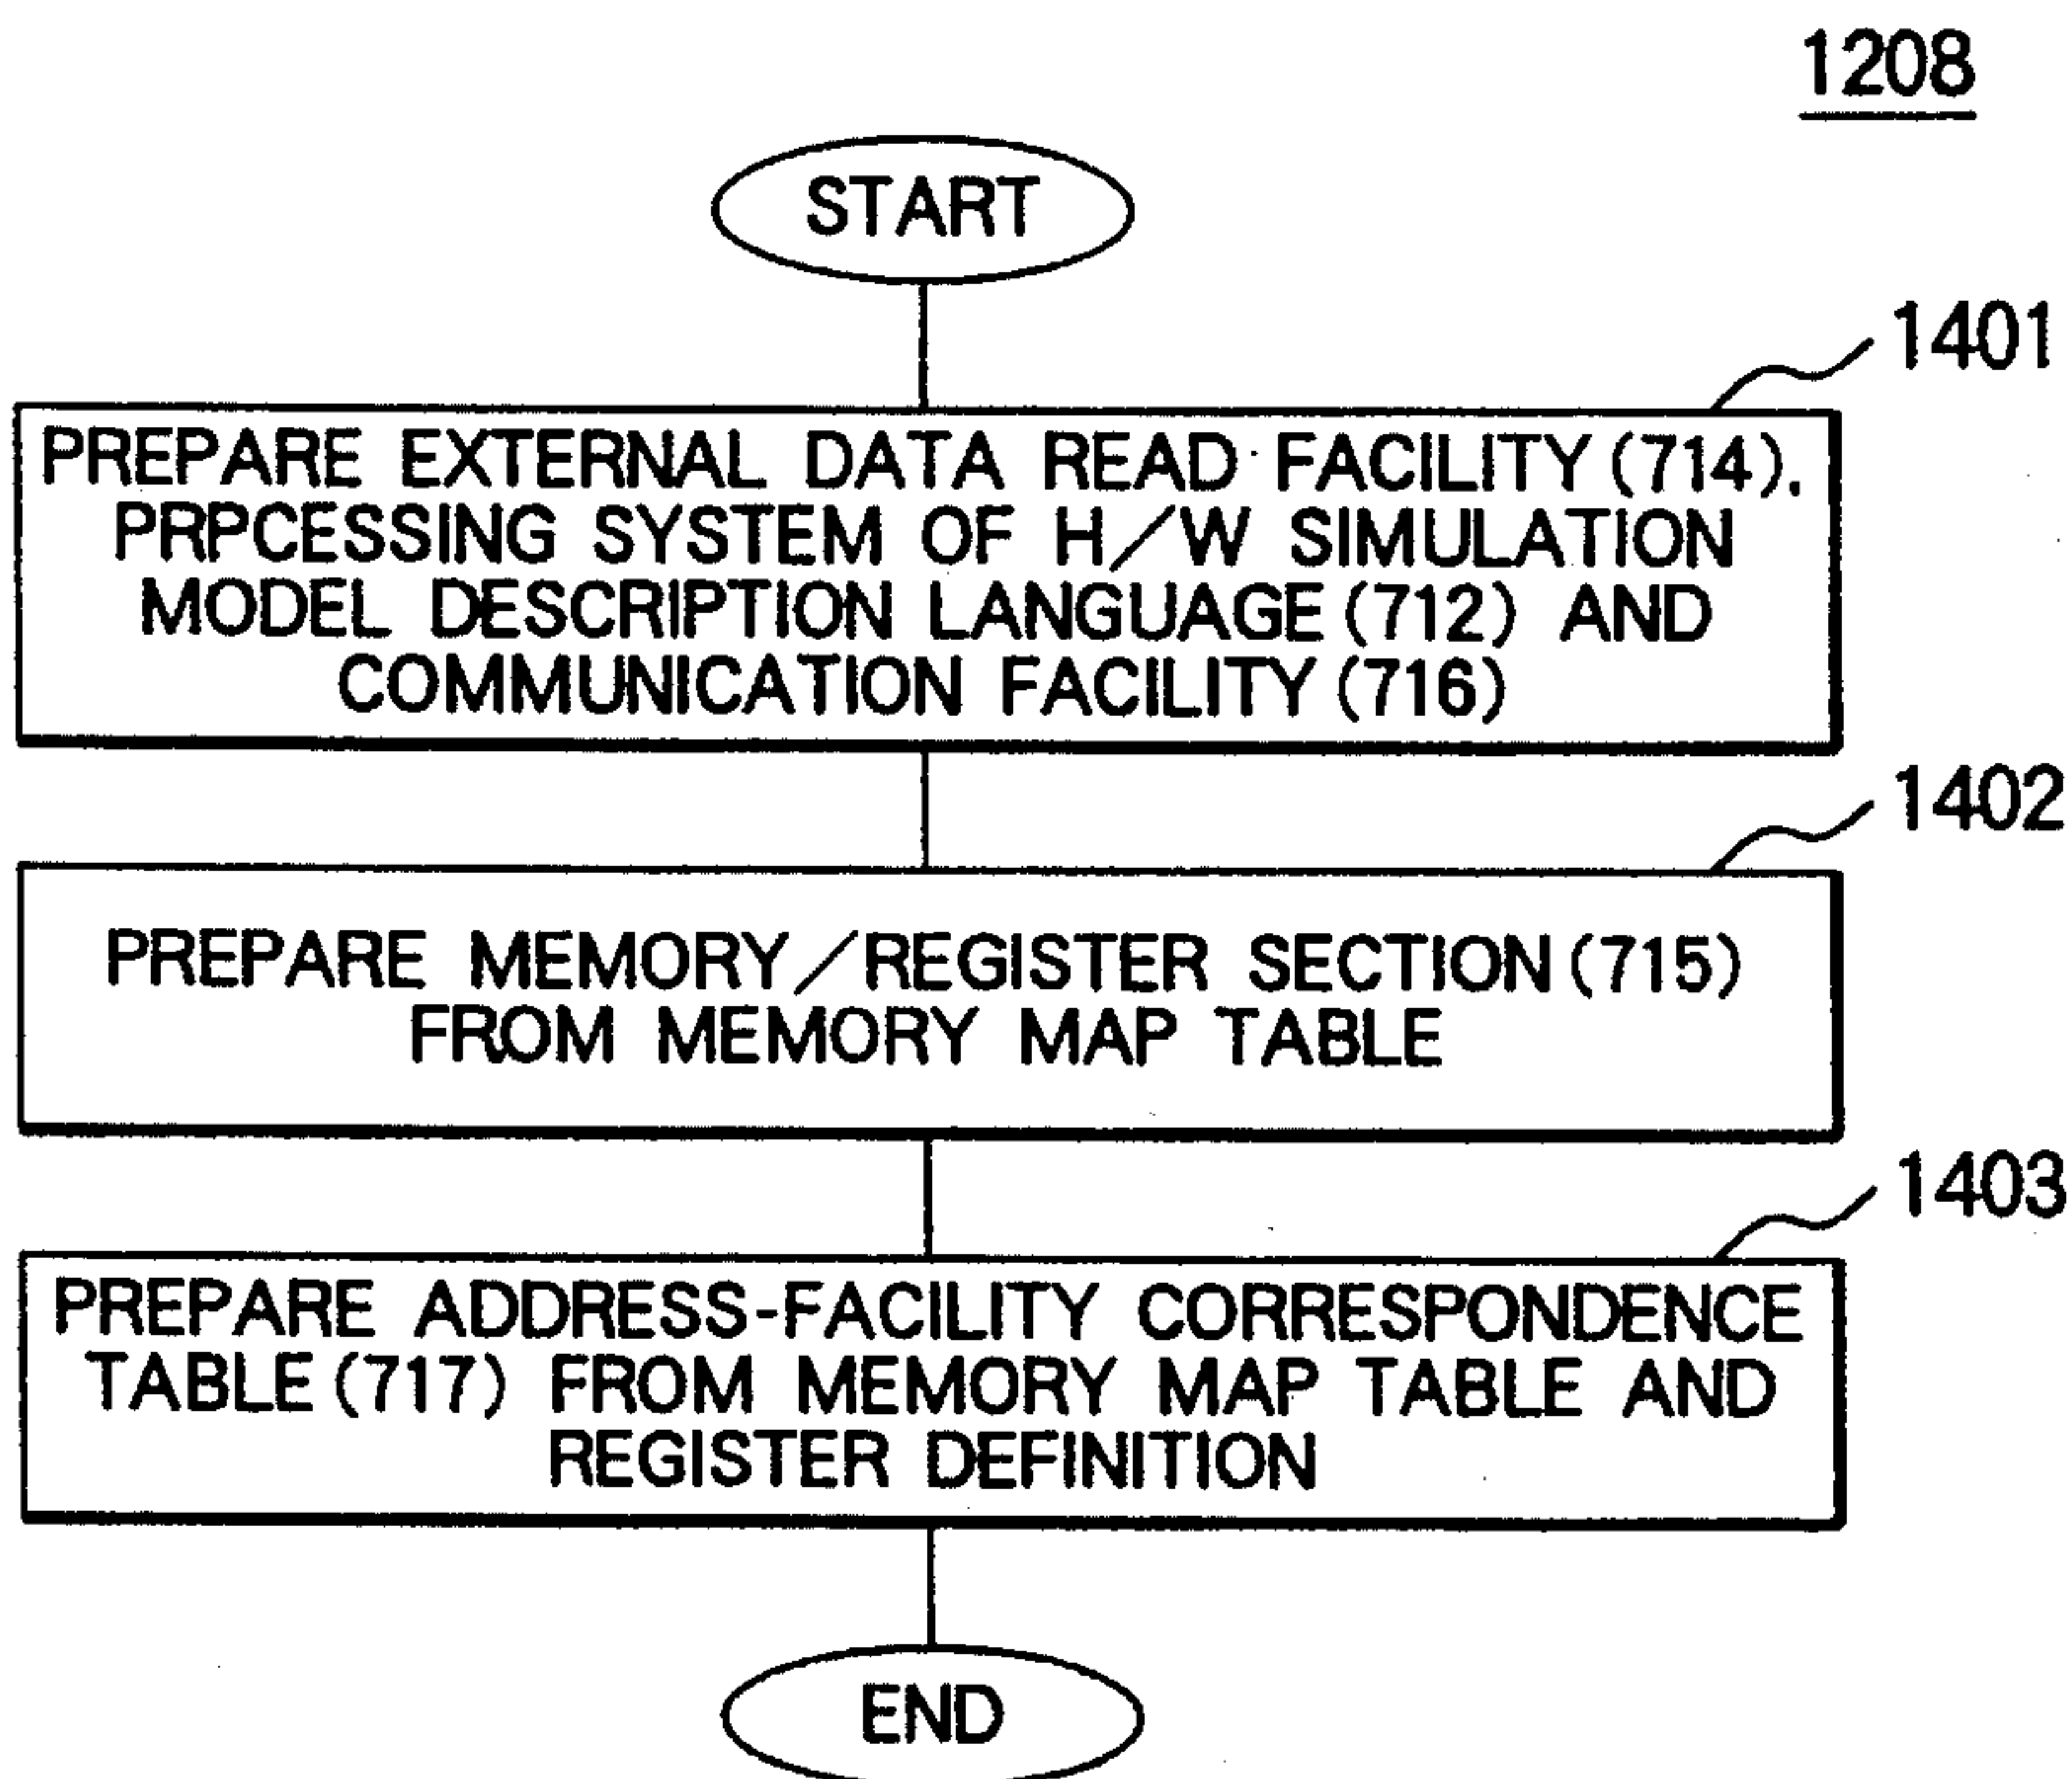 1208
START
1401
PREPARE EXTERNAL DATA READ FACILITY (714),
PRPCESSING SYSTEM OF H/W SIMULATION
MODEL DESCRIPTION LANGUAGE (712) AND
COMMUNICATION FACILITY (716)
1402
PREPARE MEMORY/REGISTER SECTION (715)
FROM MEMORY MAP TABLE
1403
PREPARE ADDRESS-FACILITY CORRESPONDENCE
TABLE (717) FROM MEMORY MAP TABLE AND
REGISTER DEFINITION
END